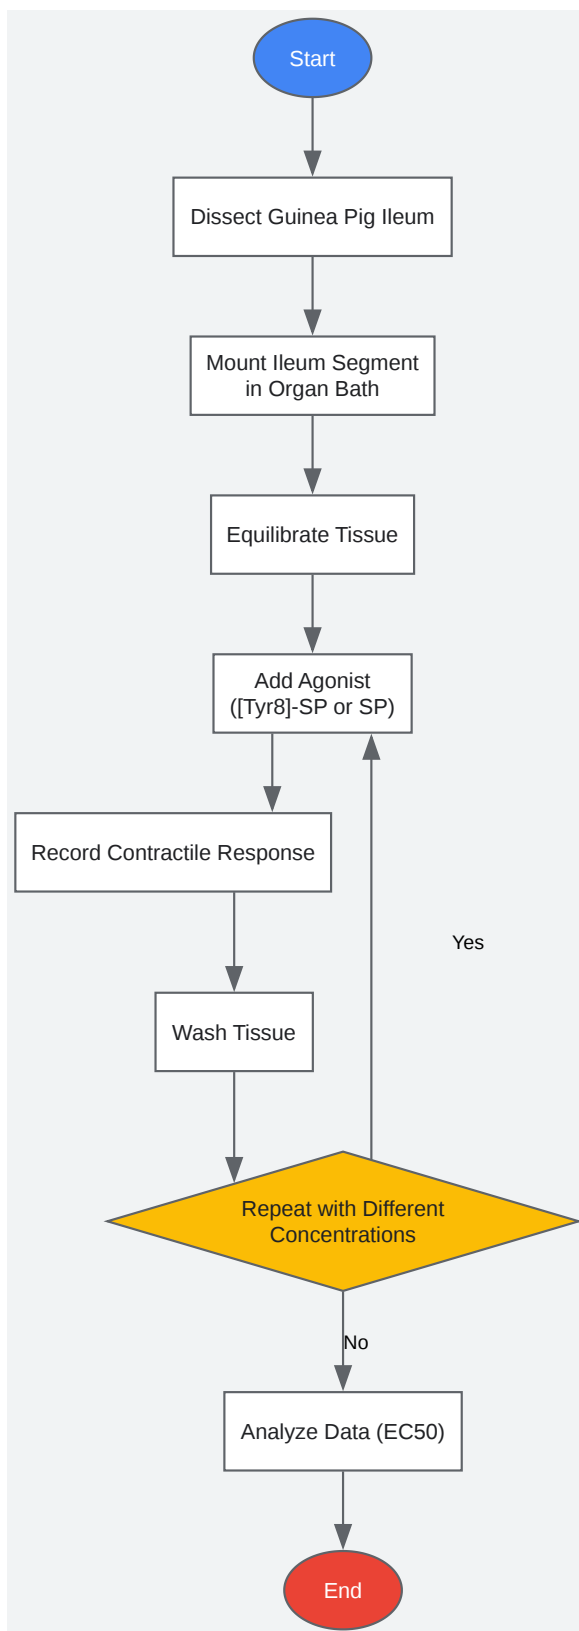 Start
Dissect Guinea Pig Ileum
Mount Ileum Segment
in Organ Bath
Equilibrate Tissue
Add Agonist
([Tyr8]-SP or SP)
Record Contractile Response
Yes
Wash Tissue
Repeat with Different
Concentrations
No
Analyze Data (EC50)
End